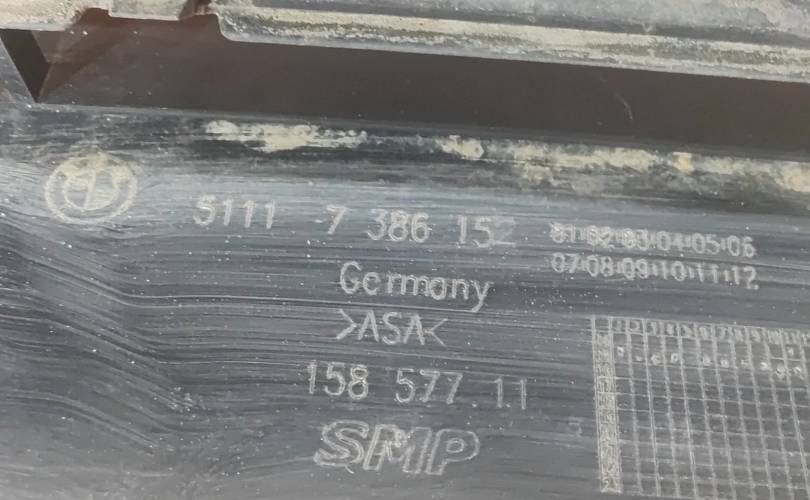 5111 7 386 152 01 02 03 04 05 06
07 08 09 10 11 12
Germany
>ASA<
158 577 11
SMP